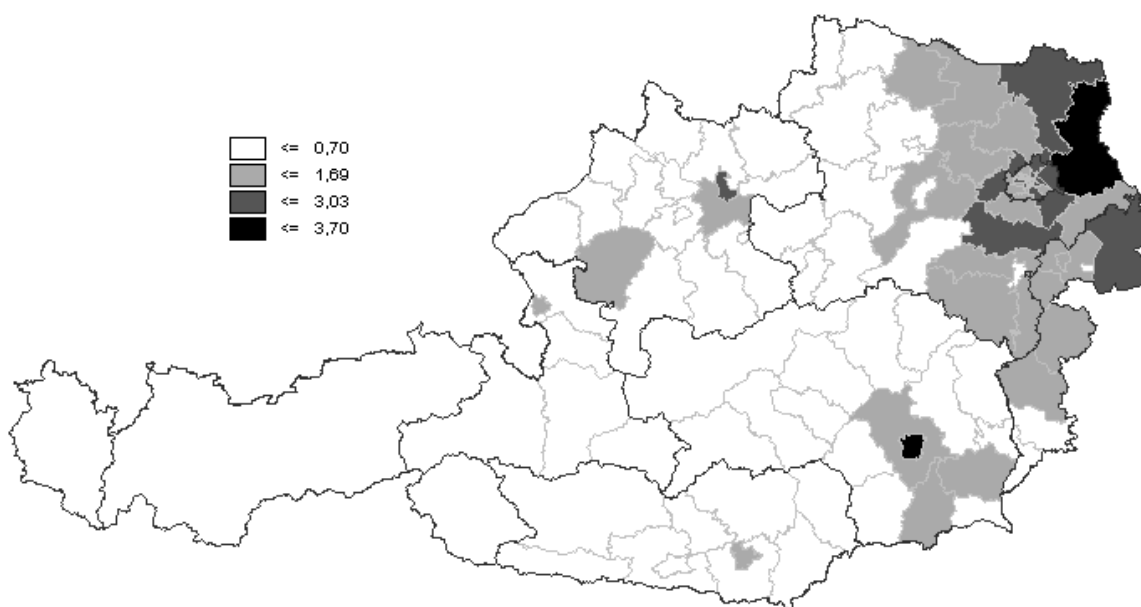 <= 0,70
<= 1,69
<= 3,03
<= 3,70